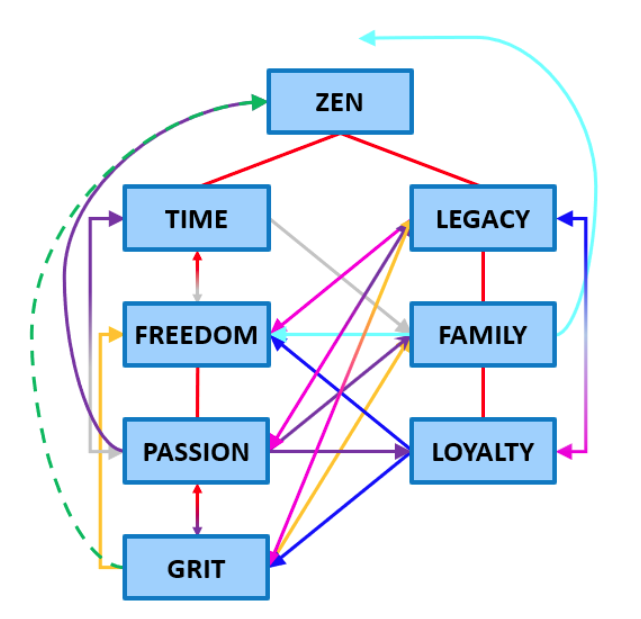 ZEN
TIME
LEGACY
FREEDOM
FAMILY
PASSION
LOYALTY
GRIT